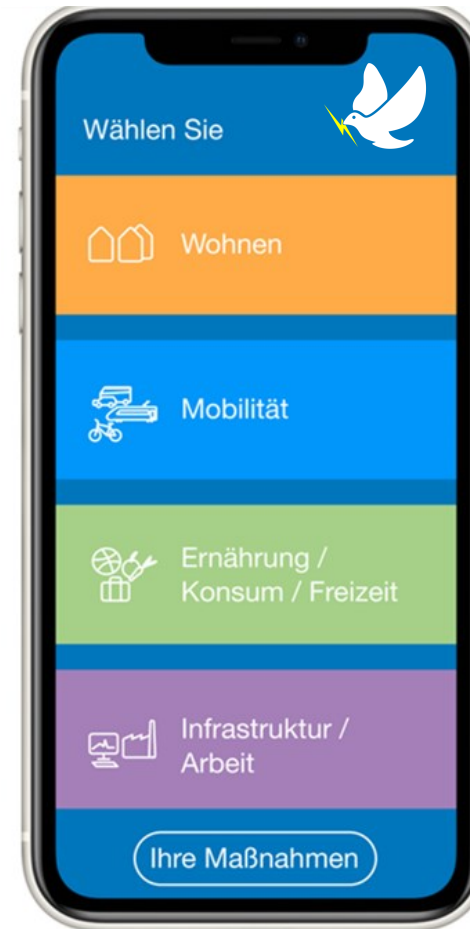 Wählen Sie
Wohnen
Mobilität
Ernährung /
Konsum / Freizeit
Infrastruktur /
Arbeit
Ihre Maßnahmen